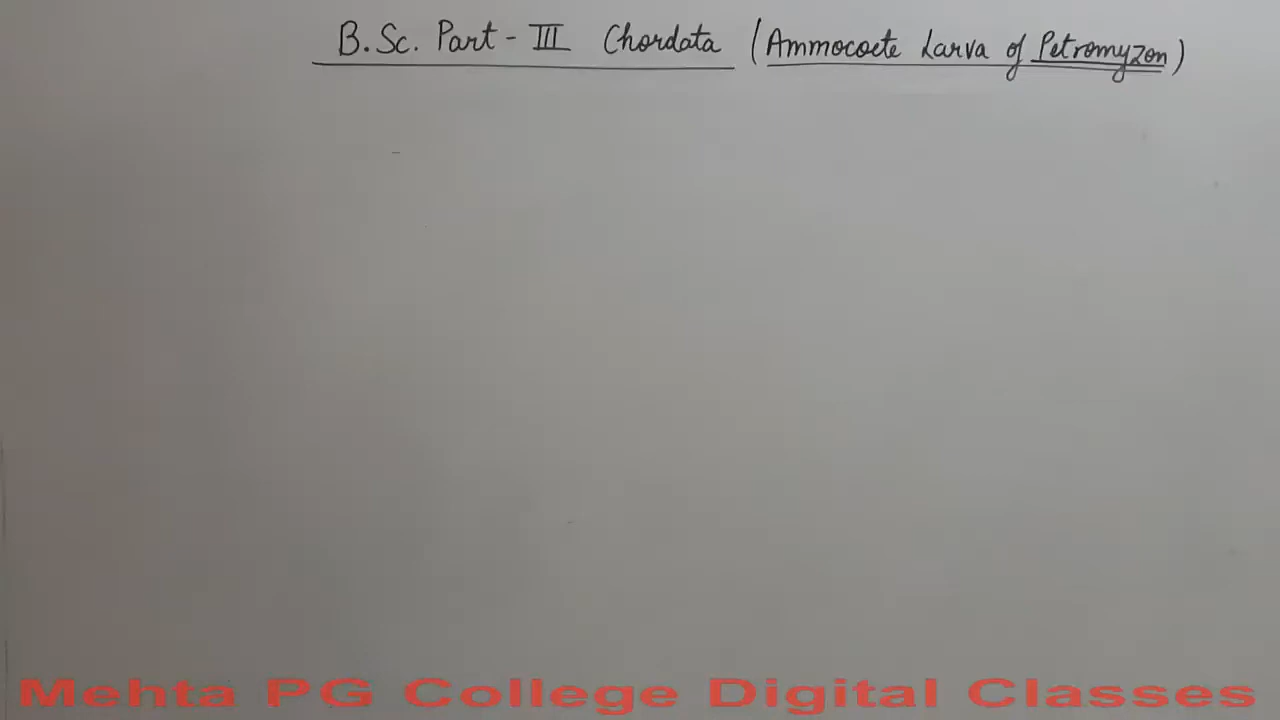 B.Sc. Part - III Chordata (Ammocoete Larva of Petromyzon)
Mehta PG College Digital Classes